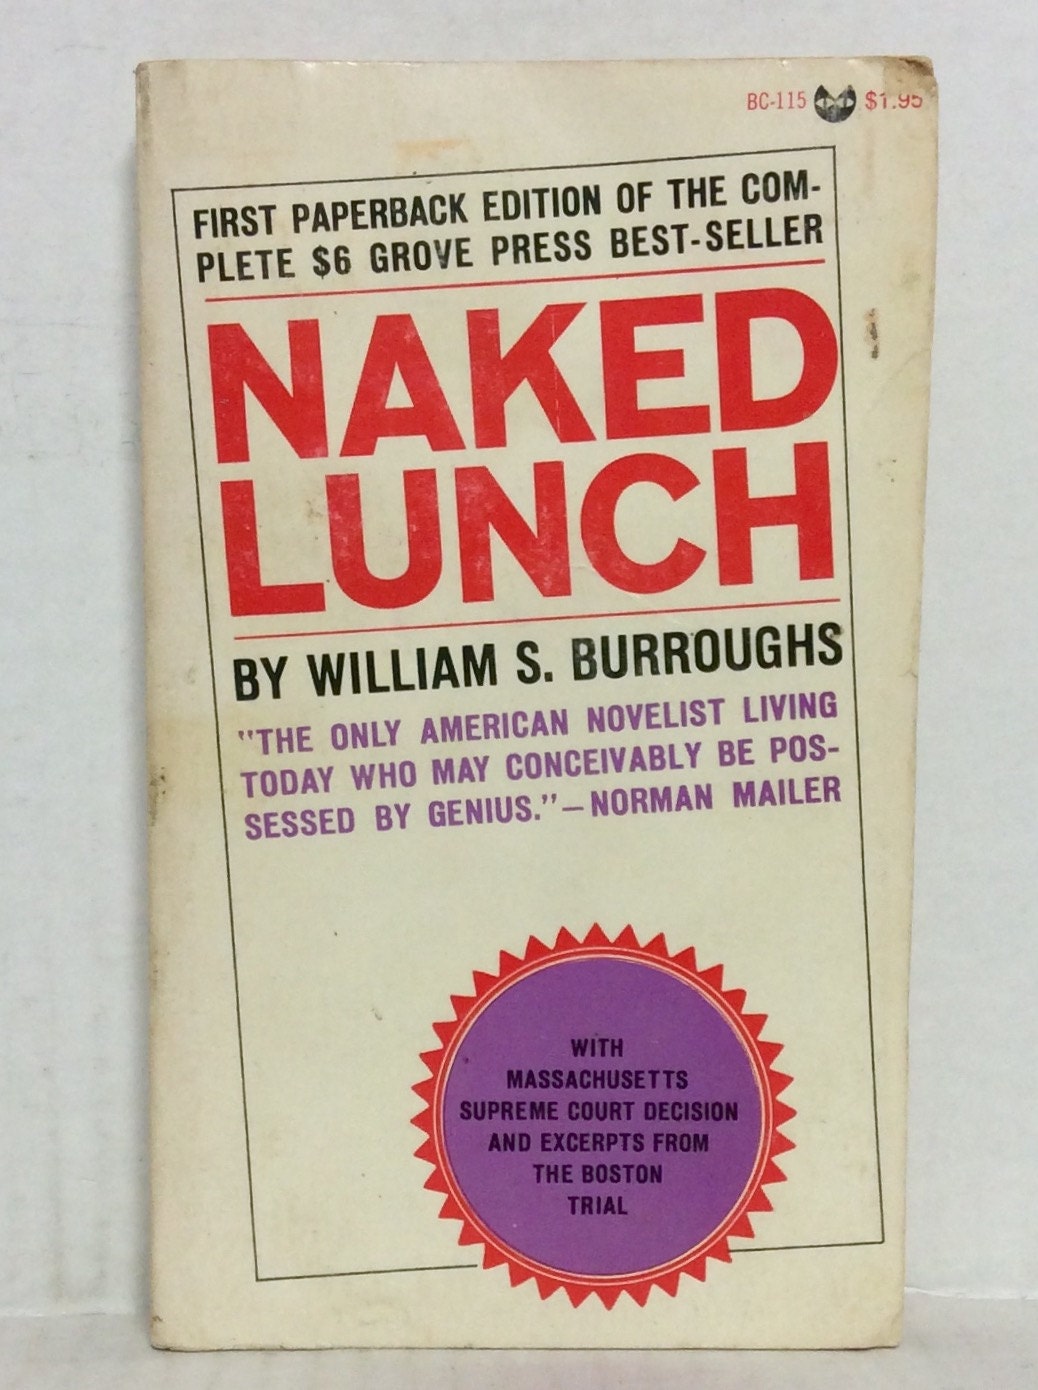 BC-115 $1.95
FIRST PAPERBACK EDITION OF THE COM-
PLETE $6 GROVE PRESS BEST-SELLER
NAKED
LUNCH
BY WILLIAM S. BURROUGHS
"THE ONLY AMERICAN NOVELIST LIVING
TODAY WHO MAY CONCEIVABLY BE POS-
SESSED BY GENIUS."—NORMAN MAILER
WITH
MASSACHUSETTS
SUPREME COURT DECISION
AND EXCERPTS FROM
THE BOSTON
TRIAL